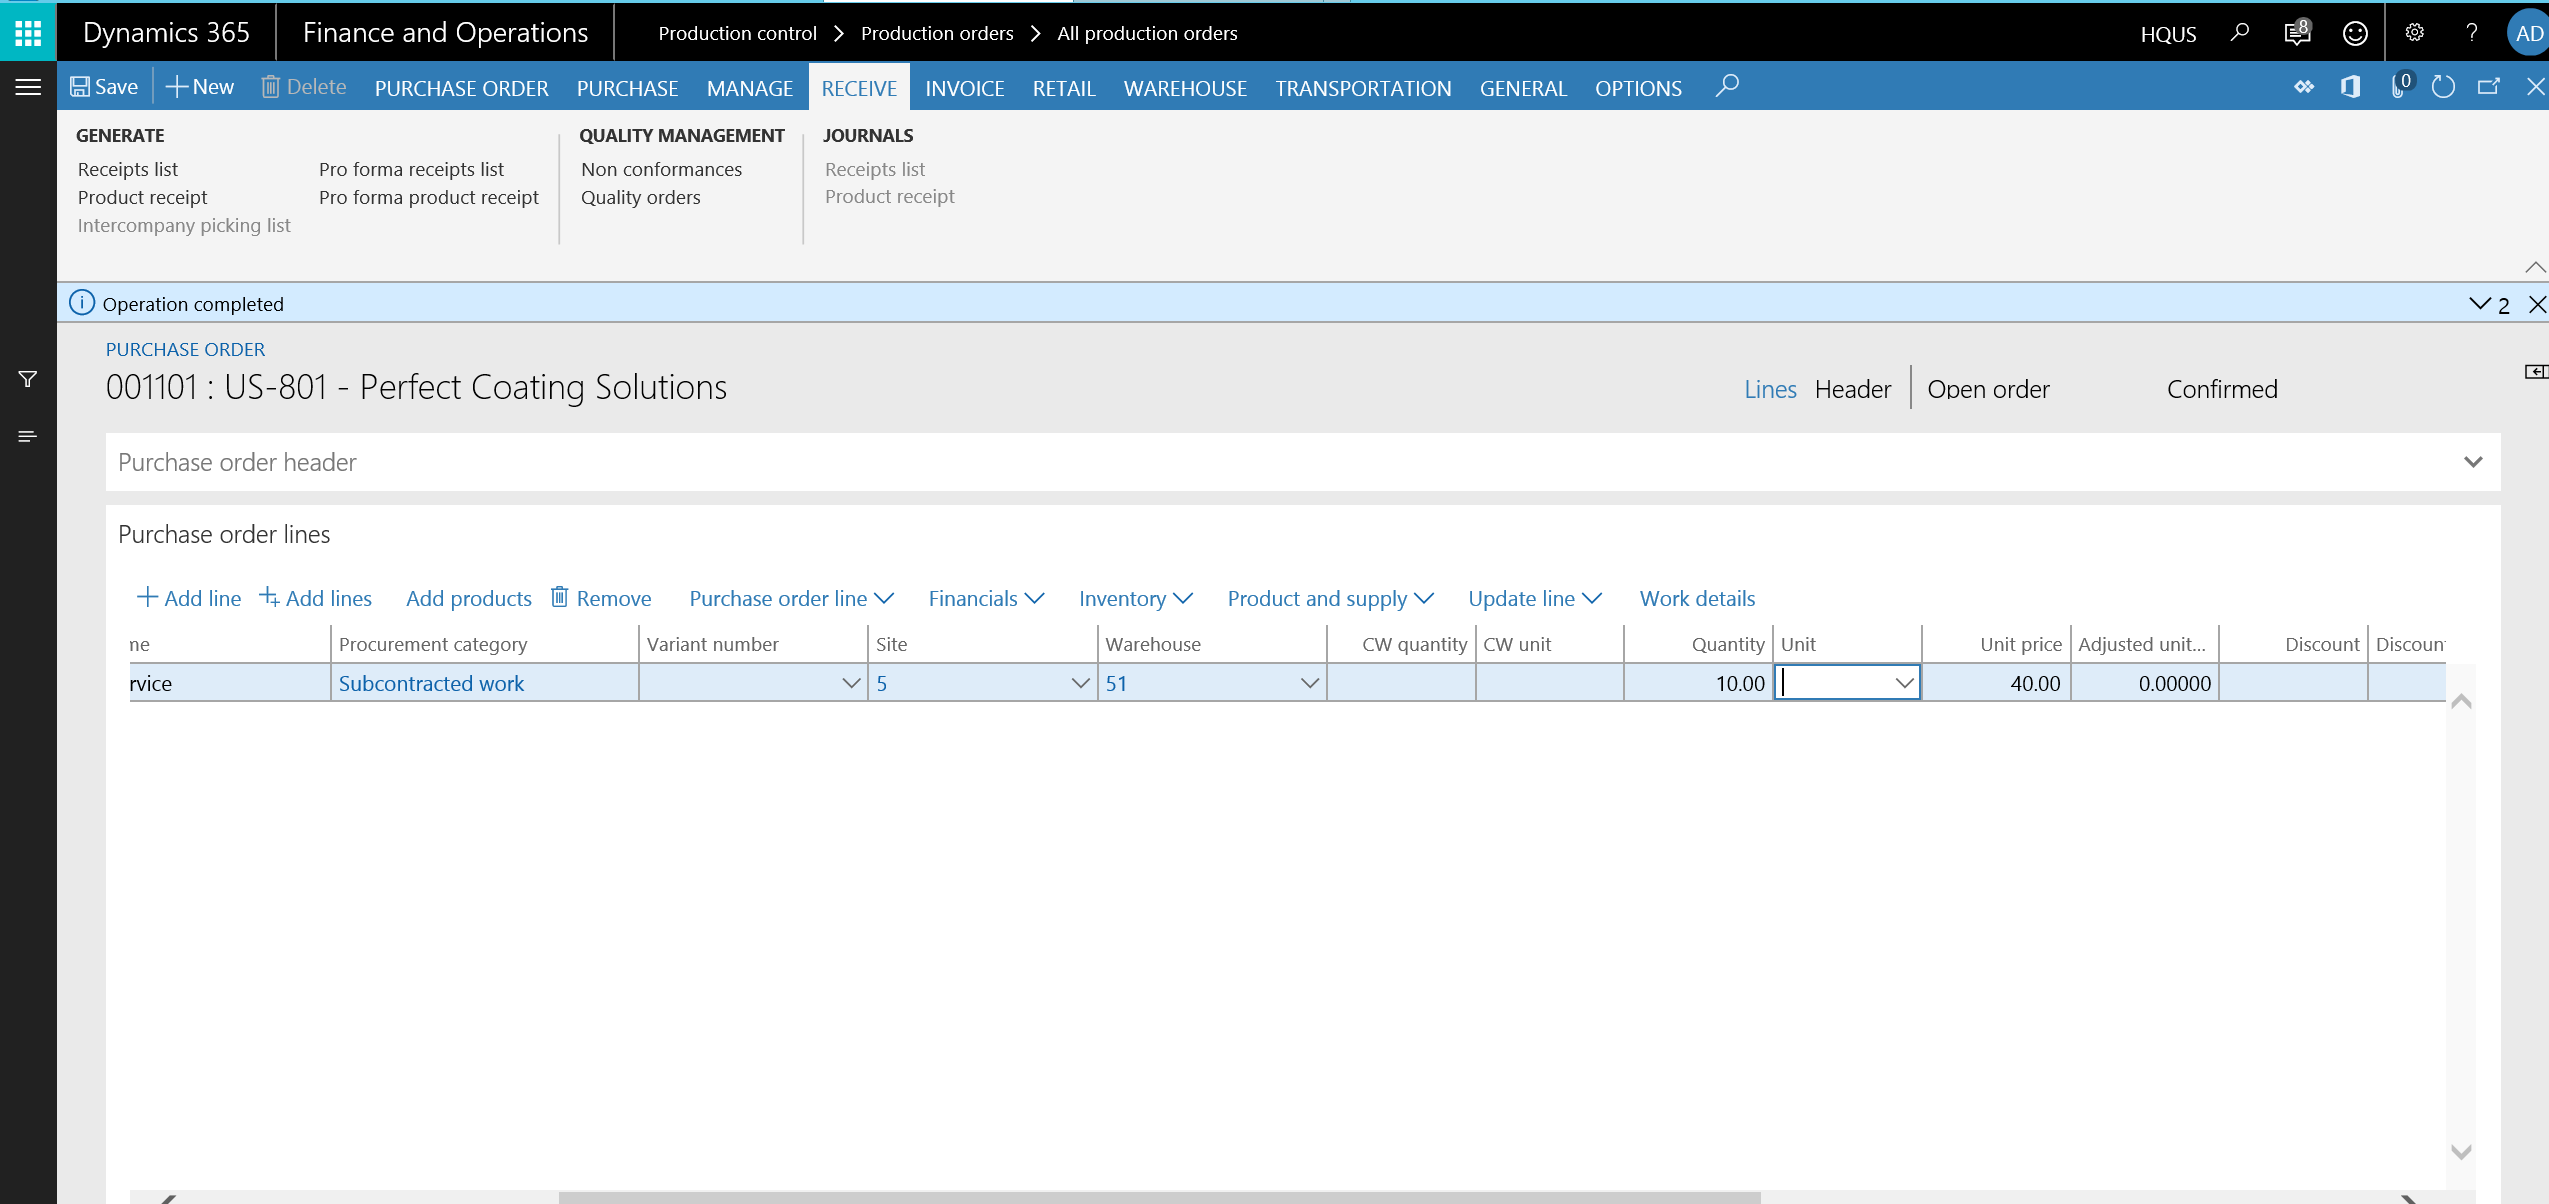 Dynamics 365 Finance and Operations Production control > Production orders > All production orders HQUS 8 ? AD
Save New Delete PURCHASE ORDER PURCHASE MANAGE RECEIVE INVOICE RETAIL WAREHOUSE TRANSPORTATION GENERAL OPTIONS 0
GENERATE QUALITY MANAGEMENT JOURNALS
Receipts list Pro forma receipts list Non conformances Receipts list
Product receipt Pro forma product receipt Quality orders Product receipt
Intercompany picking list
Operation completed 2
PURCHASE ORDER
001101 : US-801 - Perfect Coating Solutions Lines Header Open order Confirmed
Purchase order header
Purchase order lines
Add line Add lines Add products Remove Purchase order line Financials Inventory Product and supply Update line Work details
me Procurement category Variant number Site Warehouse CW quantity CW unit Quantity Unit Unit price Adjusted unit... Discount Discoun
rvice Subcontracted work 5 51 10.00 40.00 0.00000